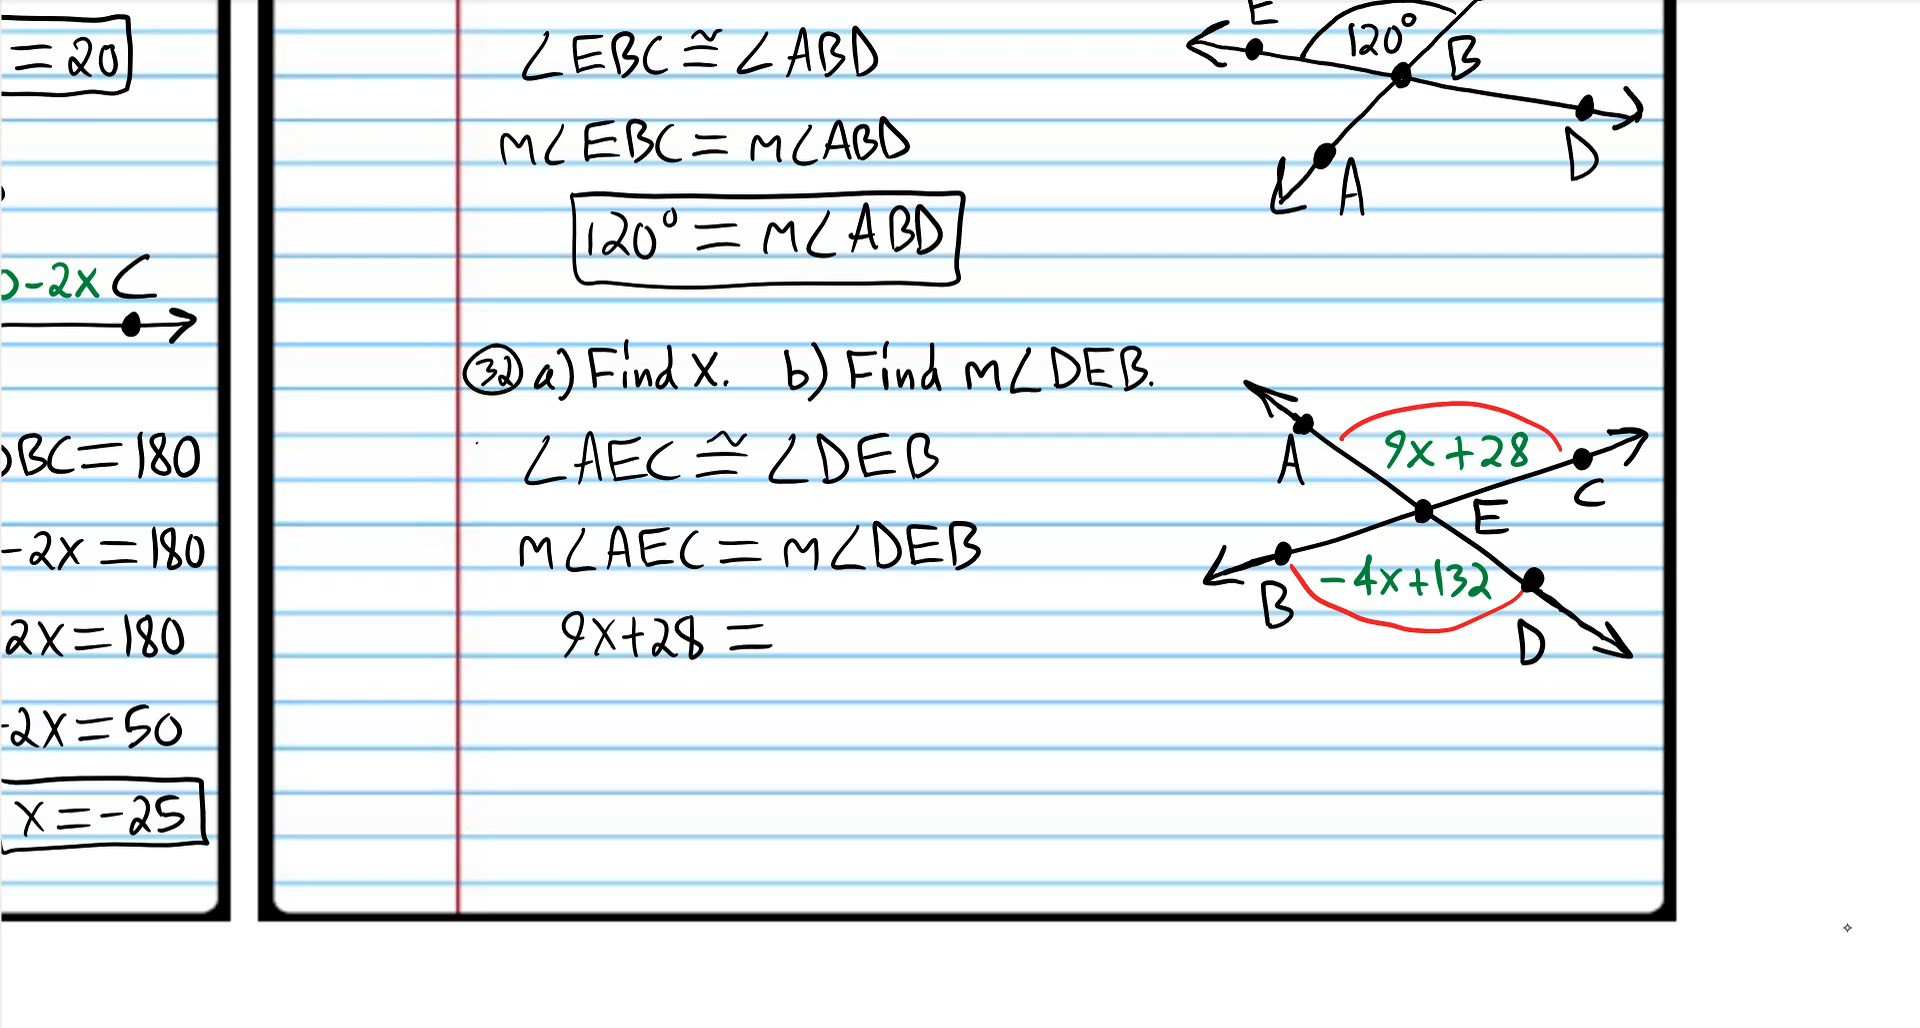 = 20
-2x C
BC = 180
-2x = 180
2x = 180
-2x = 50
x = -25
∠EBC ≅ ∠ABD
m∠EBC = m∠ABD
120° = m∠ABD
E
120°
B
D
A
32 a) Find x. b) Find m∠DEB.
∠AEC ≅ ∠DEB
m∠AEC = m∠DEB
9x+28 =
A
9x+28
C
E
B
-4x+132
D